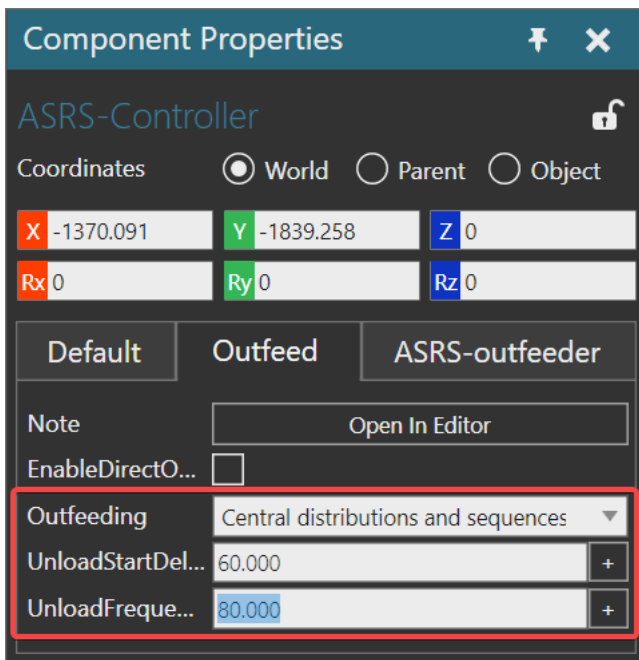 Component Properties
ASRS-Controller
Coordinates World Parent Object
X -1370.091 Y -1839.258 Z 0
Rx 0 Ry 0 Rz 0
Default Outfeed ASRS-outfeeder
Note Open In Editor
EnableDirectO...
Outfeeding Central distributions and sequences
UnloadStartDel... 60.000 +
UnloadFreque... 80.000 +